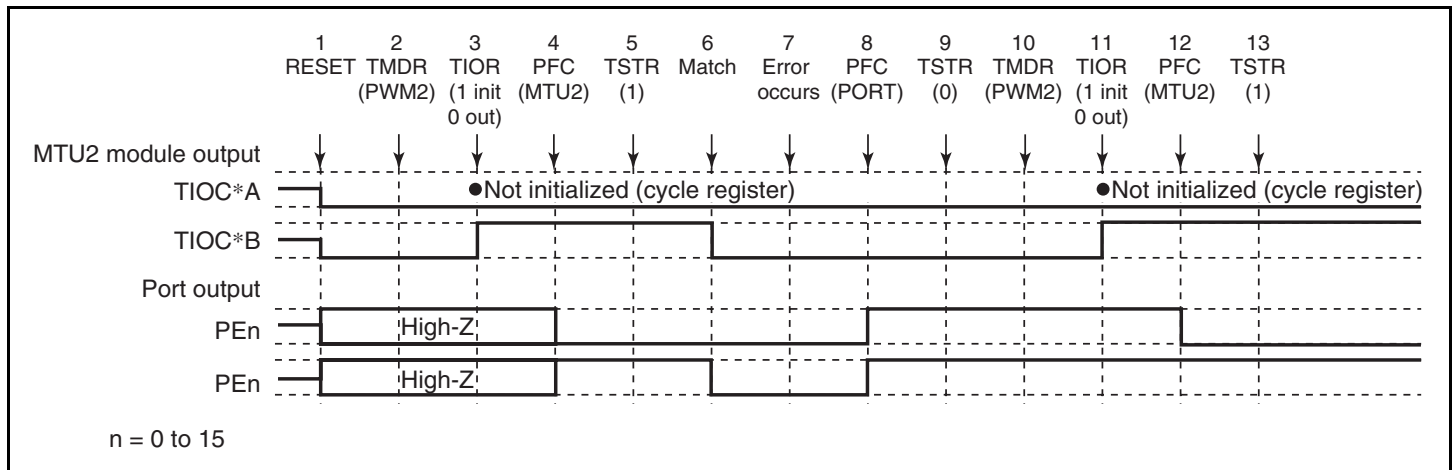 1 2 3 4 5 6 7 8 9 10 11 12 13
RESET TMDR TIOR PFC TSTR Match Error PFC TSTR TMDR TIOR PFC TSTR
(PWM2) (1 init (MTU2) (1) occurs (PORT) (0) (PWM2) (1 init (MTU2) (1)
0 out) 0 out)
MTU2 module output
TIOC*A ●Not initialized (cycle register) ●Not initialized (cycle register)
TIOC*B
Port output
PEn High-Z
PEn High-Z
n = 0 to 15